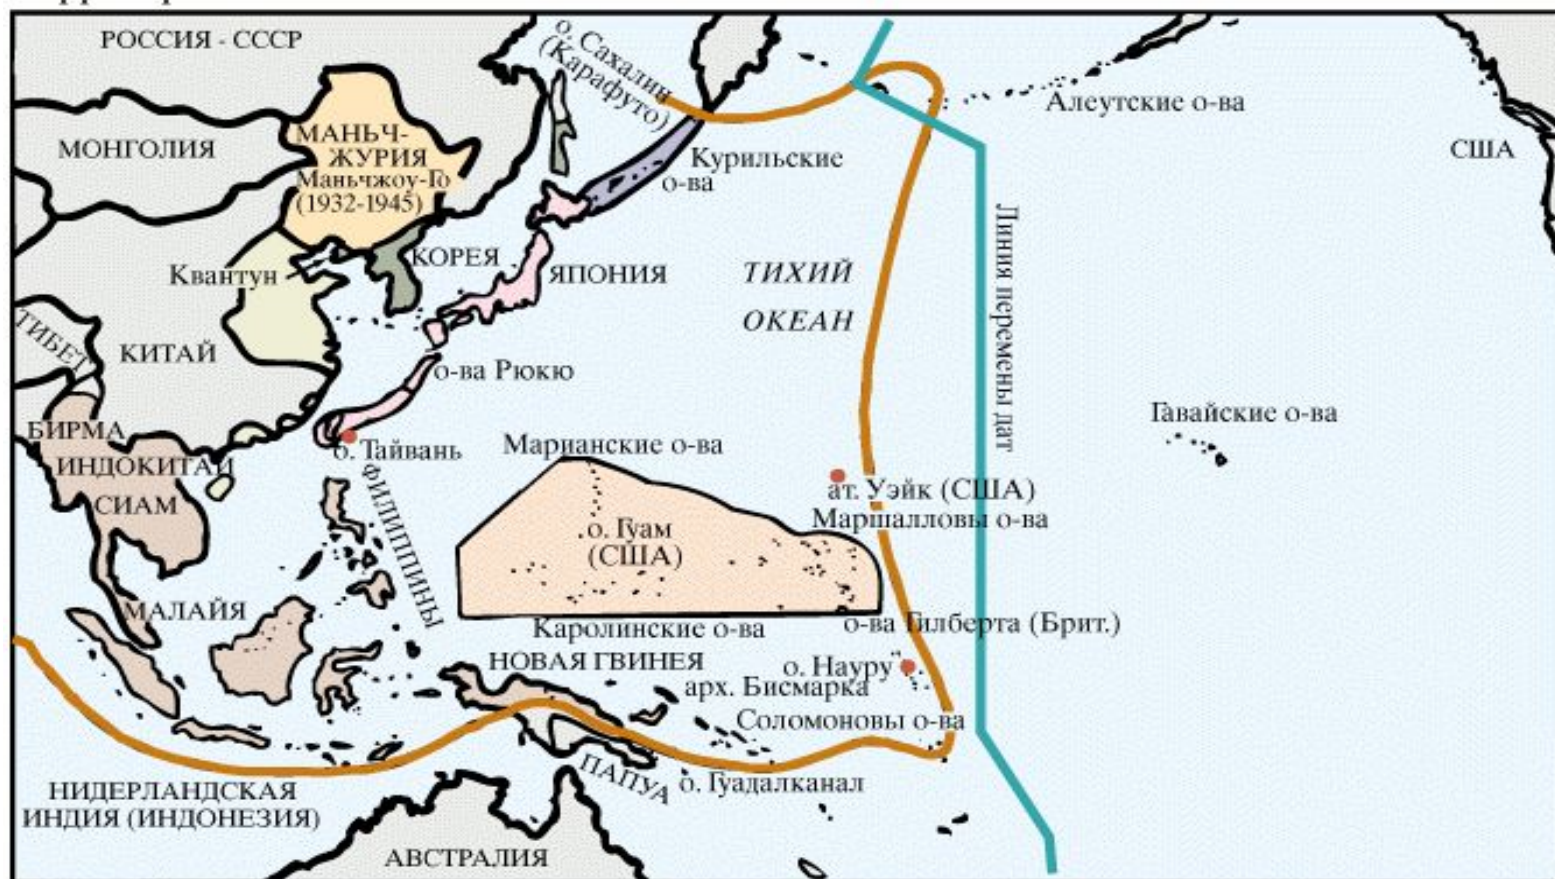 РОССИЯ - СССР
о. Сахалин
(Карафуто)
Алеутские о-ва
МАНЬЧ-
ЖУРИЯ
Маньчжоу-Го
(1932-1945)
МОНГОЛИЯ
США
Курильские
о-ва
Линия перемены дат
КОРЕЯ
ЯПОНИЯ
Квантун
ТИХИЙ
ОКЕАН
ТИБЕТ
КИТАЙ
о-ва Рюкю
Гавайские о-ва
БИРМА
о. Тайвань
Марианские о-ва
ИНДОКИТАЙ
СИАМ
ФИЛИППИНЫ
ат. Уэйк (США)
Маршалловы о-ва
о. Гуам
(США)
МАЛАЙЯ
Каролинские о-ва
о-ва Гилберта (Брит.)
НОВАЯ ГВИНЕЯ
о. Науру
арх. Бисмарка
Соломоновы о-ва
ПАПУА
о. Гуадалканал
НИДЕРЛАНДСКАЯ
ИНДИЯ (ИНДОНЕЗИЯ)
АВСТРАЛИЯ